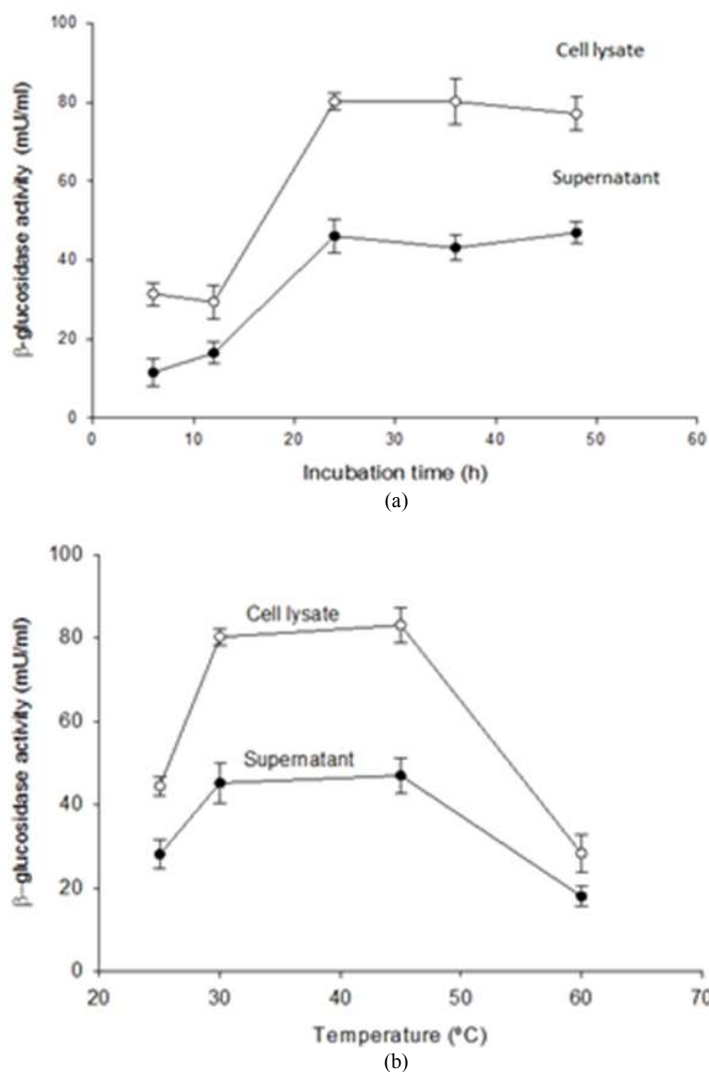 100
80
60
40
20
0
β-glucosidase activity (mU/ml)
Cell lysate
Supernatant
0 10 20 30 40 50 60
Incubation time (h)
(a)
100
80
60
40
20
0
β-glucosidase activity (mU/ml)
Cell lysate
Supernatant
20 30 40 50 60 70
Temperature (ºC)
(b)